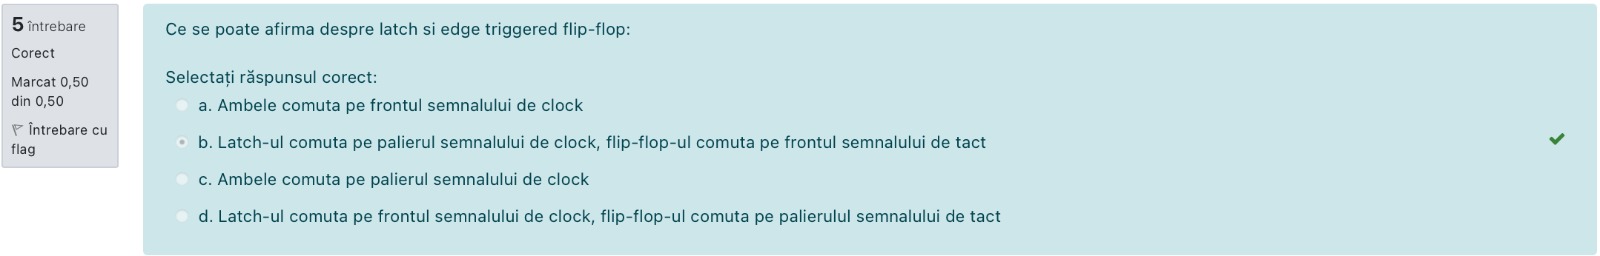 5 întrebare
Corect
Marcat 0,50
din 0,50
Întrebare cu
flag
Ce se poate afirma despre latch si edge triggered flip-flop:
Selectați răspunsul corect:
a. Ambele comuta pe frontul semnalului de clock
b. Latch-ul comuta pe palierul semnalului de clock, flip-flop-ul comuta pe frontul semnalului de tact
c. Ambele comuta pe palierul semnalului de clock
d. Latch-ul comuta pe frontul semnalului de clock, flip-flop-ul comuta pe palierulul semnalului de tact